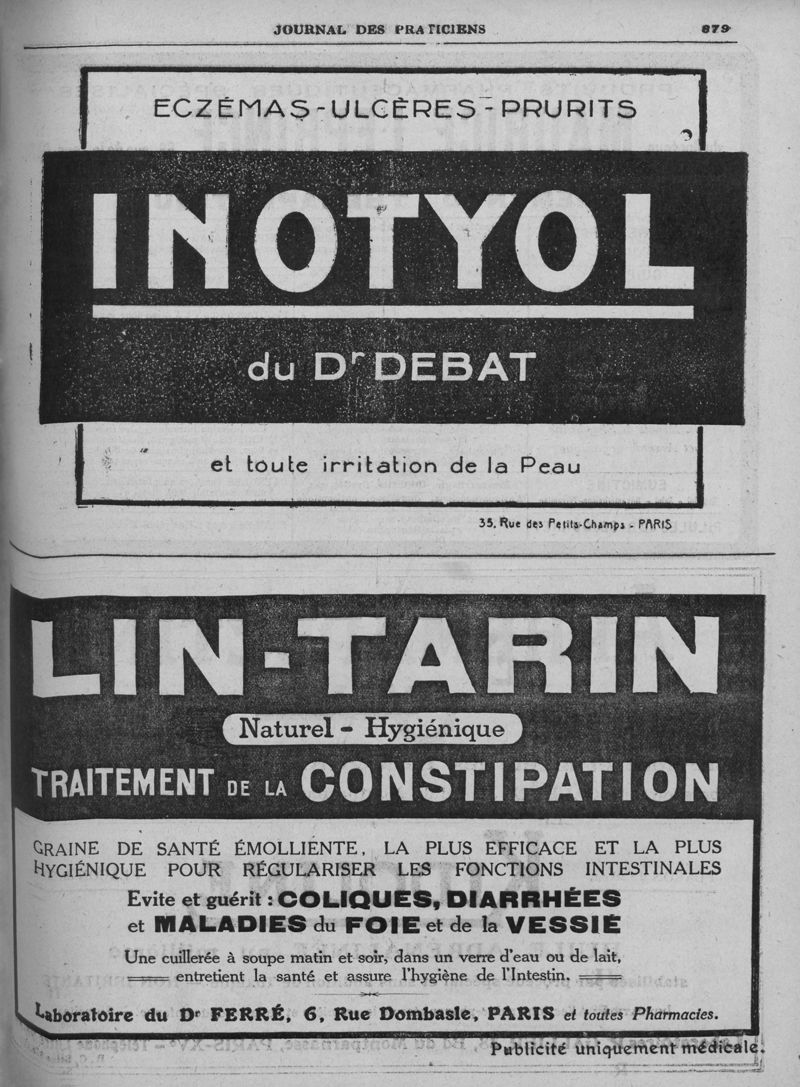 JOURNAL DES PRATICIENS 879
ECZÉMAS-ULCÈRES-PRURITS
INOTYOL
du Dr DEBAT
et toute irritation de la Peau
35, Rue des Petits-Champs - PARIS
LIN-TARIN
Naturel - Hygiénique
TRAITEMENT DE LA CONSTIPATION
GRAINE DE SANTÉ ÉMOLLIENTE, LA PLUS EFFICACE ET LA PLUS
HYGIÉNIQUE POUR RÉGULARISER LES FONCTIONS INTESTINALES
Evite et guérit : COLIQUES, DIARRHÉES
et MALADIES du FOIE et de la VESSIE
Une cuillerée à soupe matin et soir, dans un verre d'eau ou de lait,
entretient la santé et assure l'hygiène de l'Intestin.
Laboratoire du Dr FERRÉ, 6, Rue Dombasle, PARIS et toutes Pharmacies.
Publicité uniquement médicale.